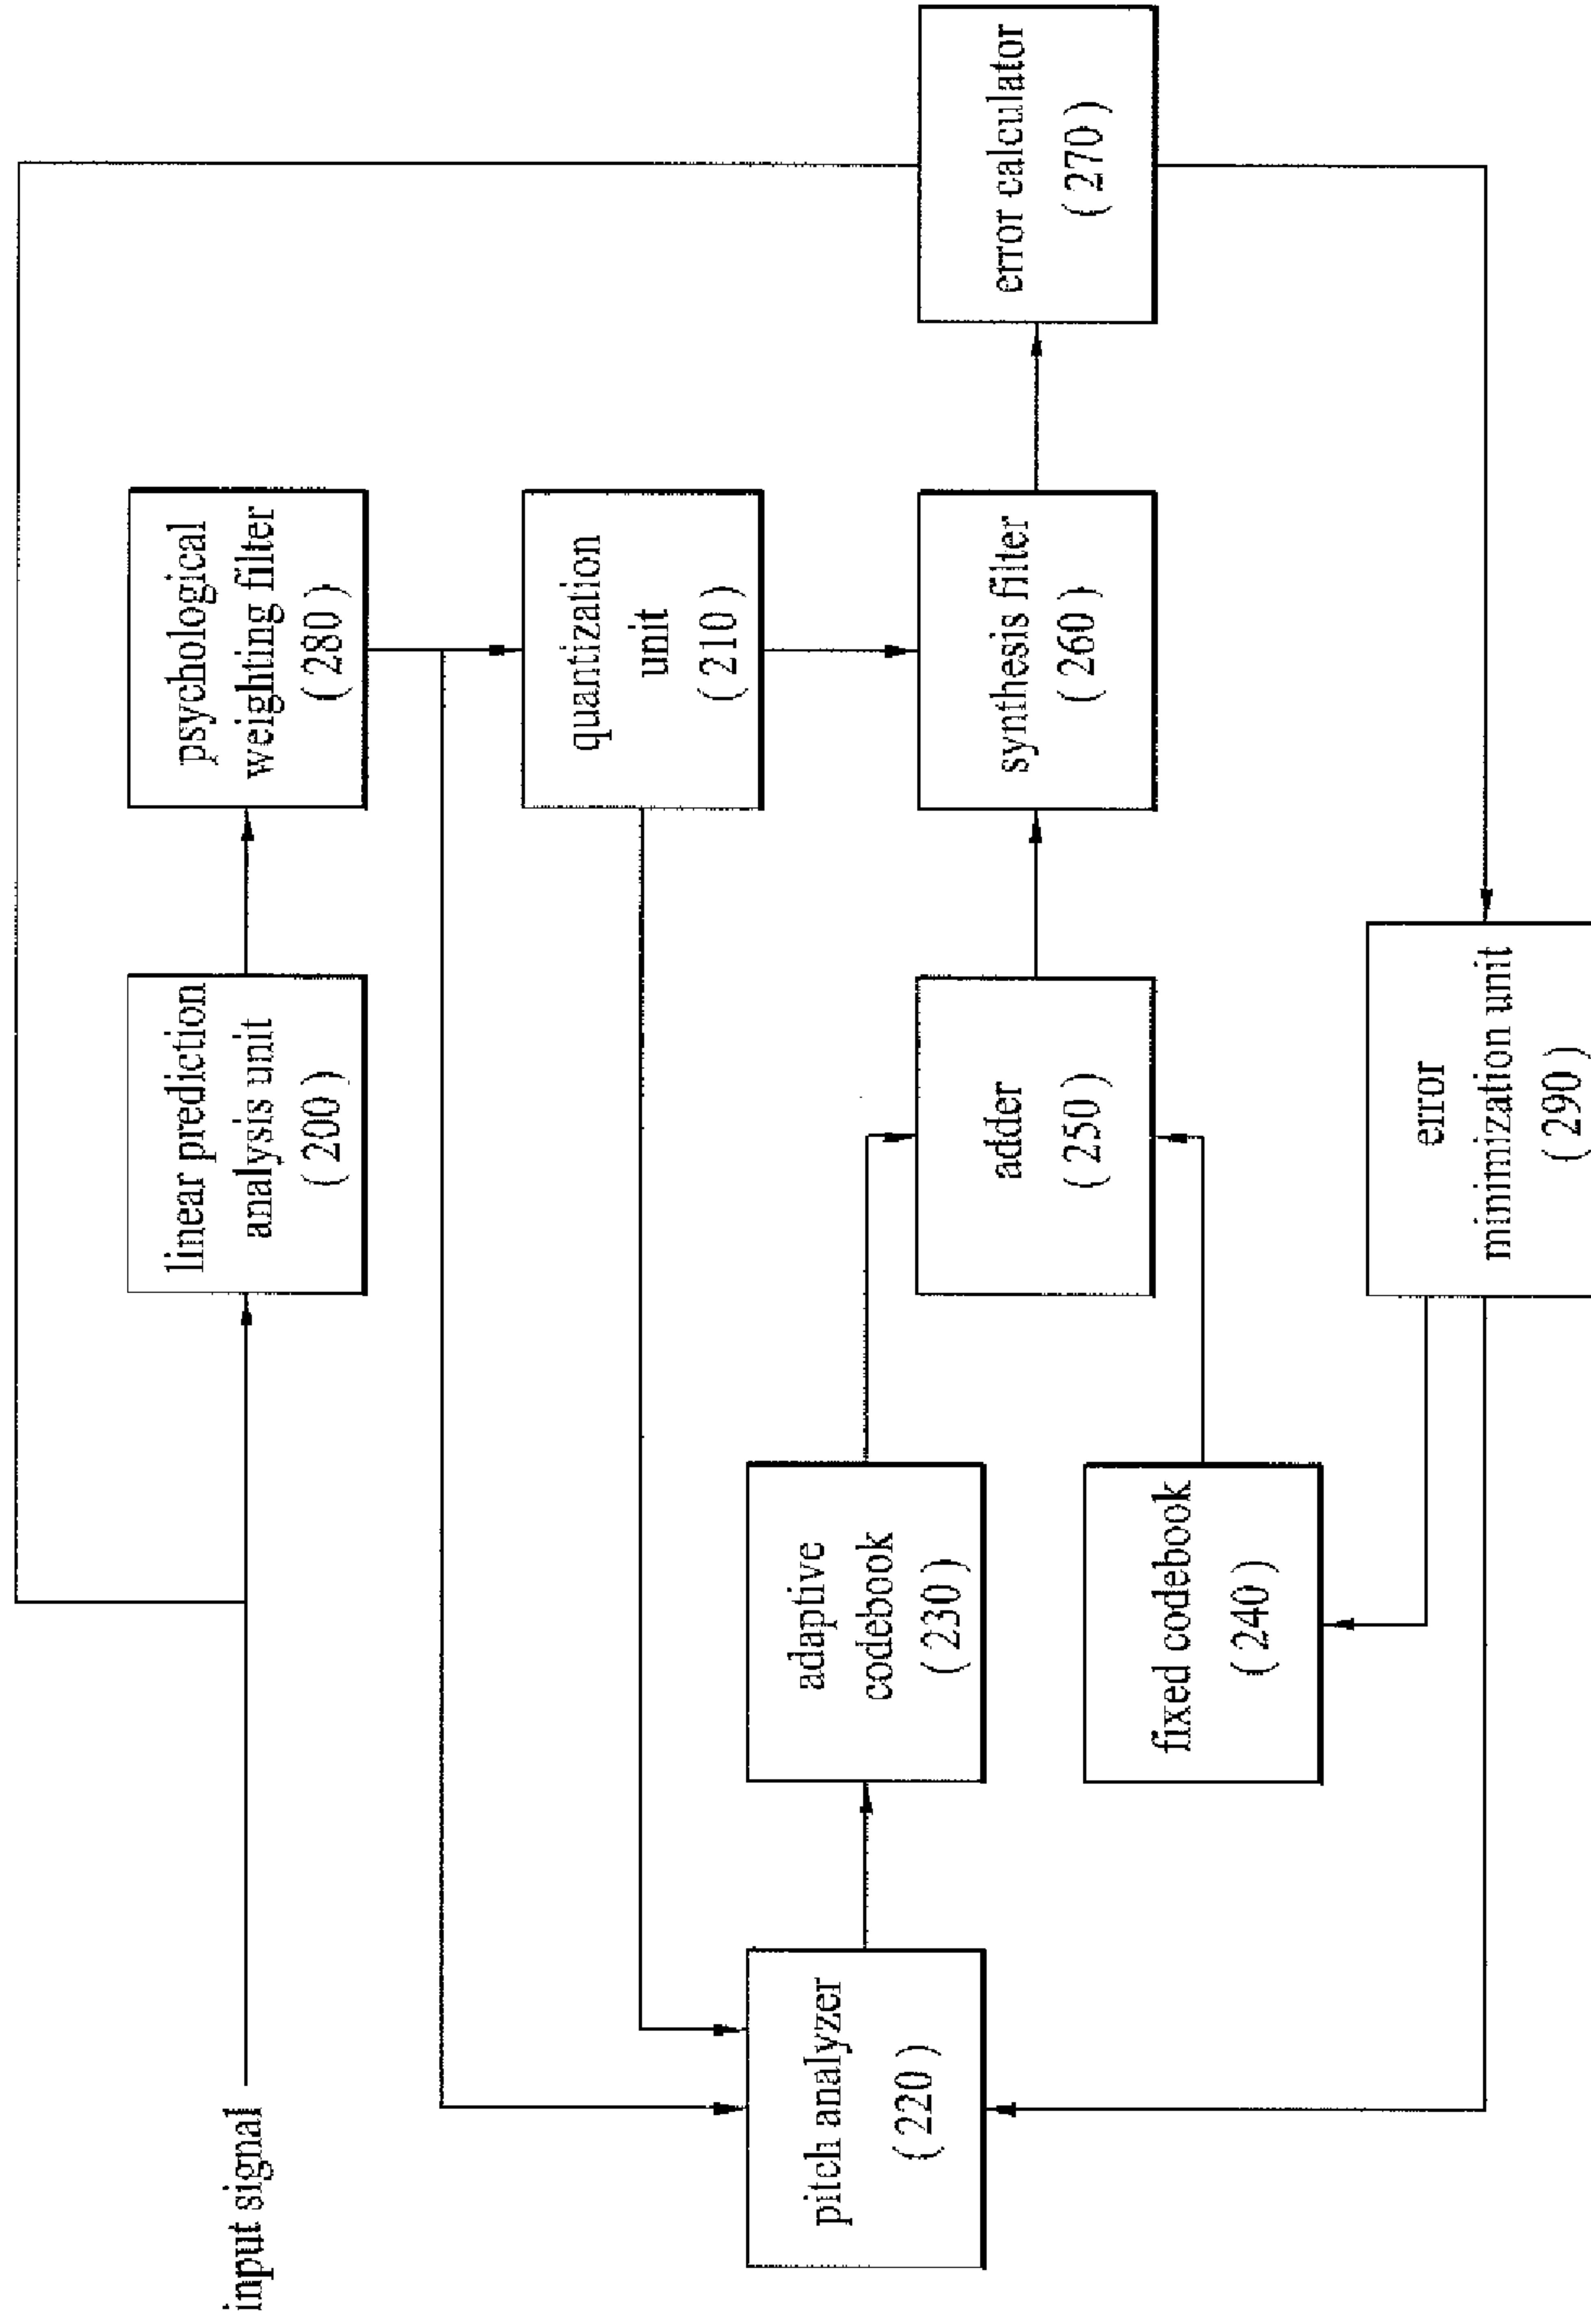 input signal
linear prediction
analysis unit
( 200 )
psychological
weighting filter
( 280 )
quantization
unit
( 210 )
pitch analyzer
( 220 )
adaptive
codebook
( 230 )
fixed codebook
( 240 )
adder
( 250 )
synthesis filter
( 260 )
error calculator
( 270 )
error
minimization unit
( 290 )